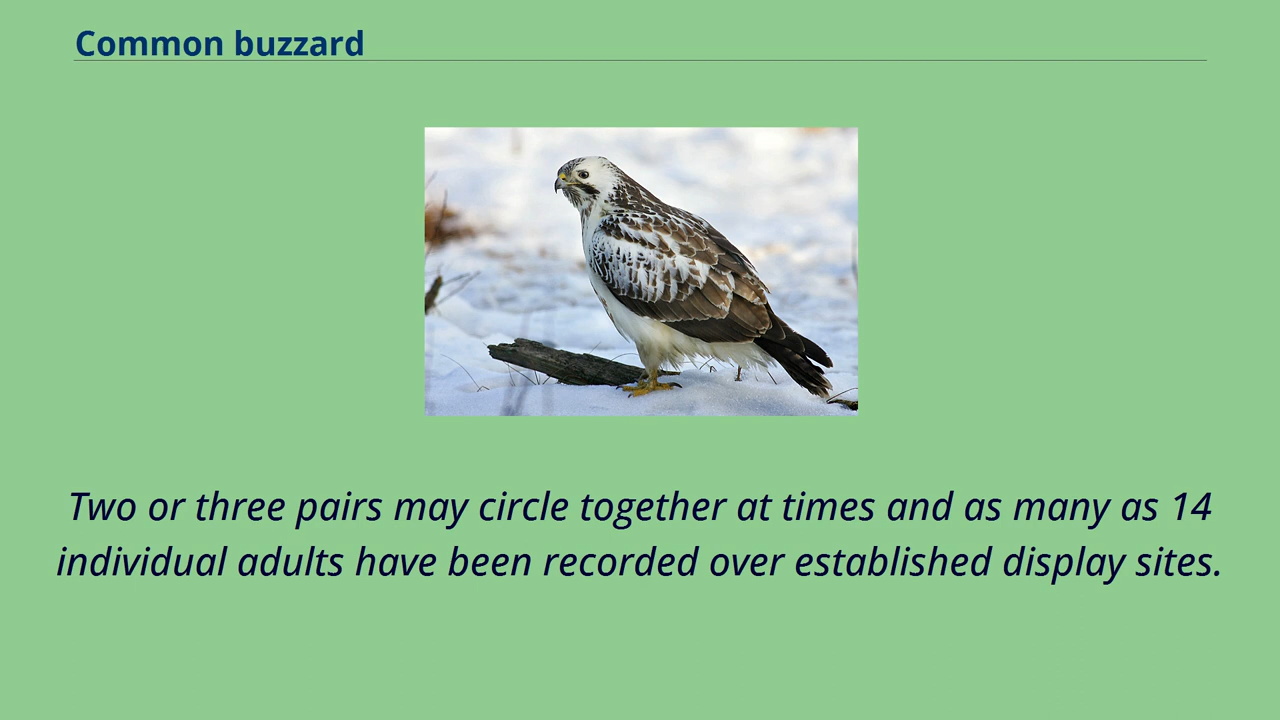 Common buzzard
Two or three pairs may circle together at times and as many as 14
individual adults have been recorded over established display sites.